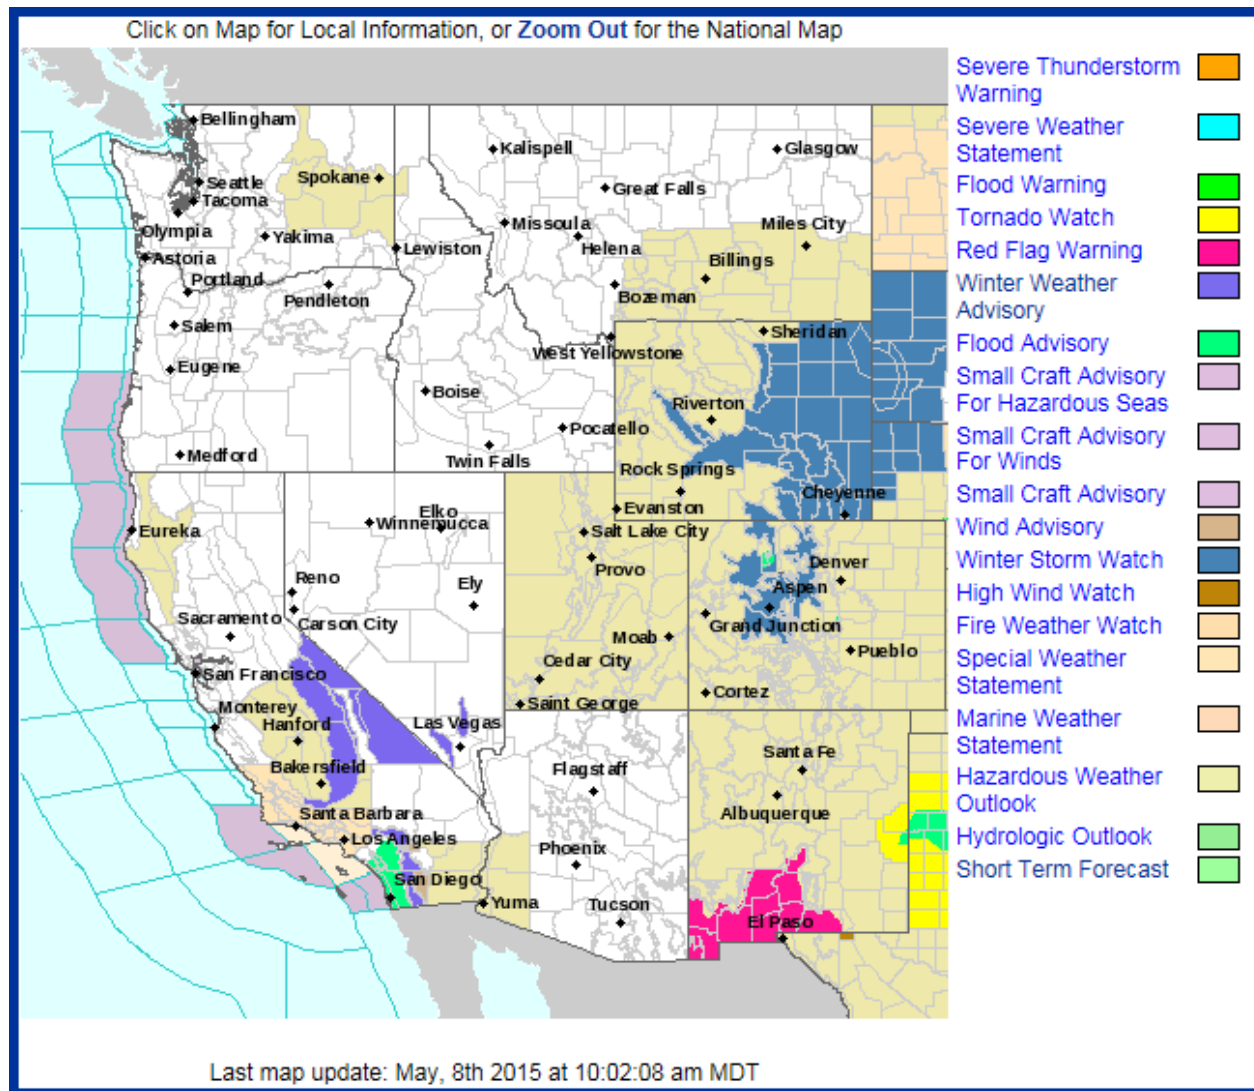 Click on Map for Local Information, or Zoom Out for the National Map
Severe Thunderstorm
Warning
Severe Weather
Statement
Flood Warning
Tornado Watch
Red Flag Warning
Winter Weather
Advisory
Flood Advisory
Small Craft Advisory
For Hazardous Seas
Small Craft Advisory
For Winds
Small Craft Advisory
Wind Advisory
Winter Storm Watch
High Wind Watch
Fire Weather Watch
Special Weather
Statement
Marine Weather
Statement
Hazardous Weather
Outlook
Hydrologic Outlook
Short Term Forecast
Bellingham
Kalispell
Glasgow
Spokane
Seattle
Great Falls
Tacoma
Olympia
Missoula
Miles City
Yakima
Lewiston
Helena
Astoria
Billings
Portland
Pendleton
Bozeman
Salem
Sheridan
West Yellowstone
Eugene
Boise
Riverton
Pocatello
Medford
Twin Falls
Rock Springs
Cheyenne
Evanston
Elko
Winnemucca
Eureka
Salt Lake City
Provo
Denver
Reno
Ely
Aspen
Sacramento
Carson City
Grand Junction
Moab
Pueblo
Cedar City
San Francisco
Cortez
Saint George
Monterey
Hanford
Las Vegas
Santa Fe
Bakersfield
Flagstaff
Albuquerque
Santa Barbara
Los Angeles
Phoenix
San Diego
Yuma
Tucson
El Paso
Last map update: May, 8th 2015 at 10:02:08 am MDT